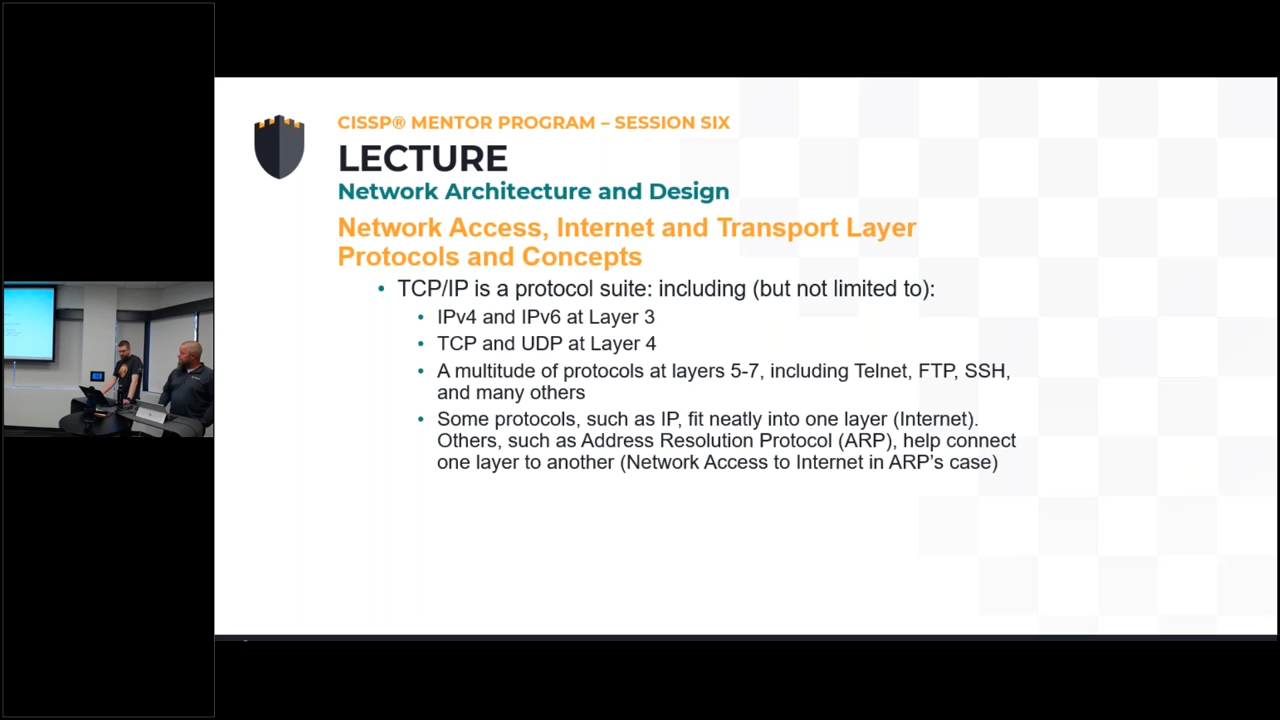 CISSP® MENTOR PROGRAM – SESSION SIX
LECTURE
Network Architecture and Design
Network Access, Internet and Transport Layer
Protocols and Concepts
• TCP/IP is a protocol suite: including (but not limited to):
• IPv4 and IPv6 at Layer 3
• TCP and UDP at Layer 4
• A multitude of protocols at layers 5-7, including Telnet, FTP, SSH,
and many others
• Some protocols, such as IP, fit neatly into one layer (Internet).
Others, such as Address Resolution Protocol (ARP), help connect
one layer to another (Network Access to Internet in ARP's case)